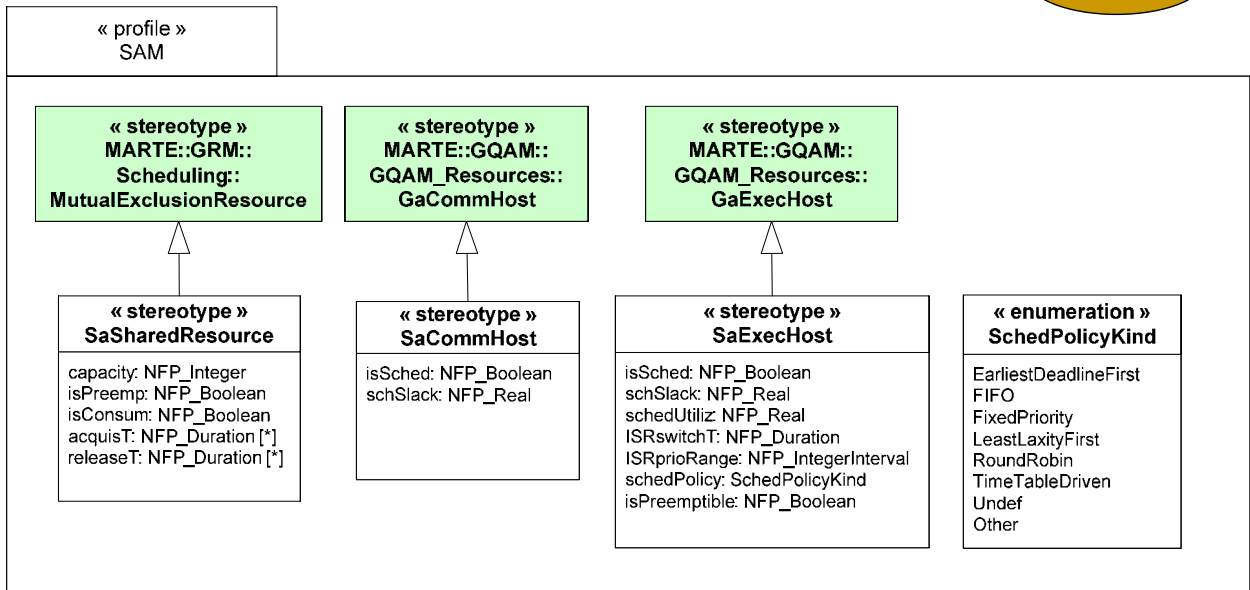 « profile »
SAM
« stereotype »
MARTE::GRM::
Scheduling::
MutualExclusionResource
« stereotype »
MARTE::GQAM::
GQAM_Resources::
GaCommHost
« stereotype »
MARTE::GQAM::
GQAM_Resources::
GaExecHost
« stereotype »
SaSharedResource
capacity: NFP_Integer
isPreemp: NFP_Boolean
isConsum: NFP_Boolean
acquisT: NFP_Duration [*]
releaseT: NFP_Duration [*]
« stereotype »
SaCommHost
isSched: NFP_Boolean
schSlack: NFP_Real
« stereotype »
SaExecHost
isSched: NFP_Boolean
schSlack: NFP_Real
schedUtiliz: NFP_Real
ISRswitchT: NFP_Duration
ISRprioRange: NFP_IntegerInterval
schedPolicy: SchedPolicyKind
isPreemptible: NFP_Boolean
« enumeration »
SchedPolicyKind
EarliestDeadlineFirst
FIFO
FixedPriority
LeastLaxityFirst
RoundRobin
TimeTableDriven
Undef
Other